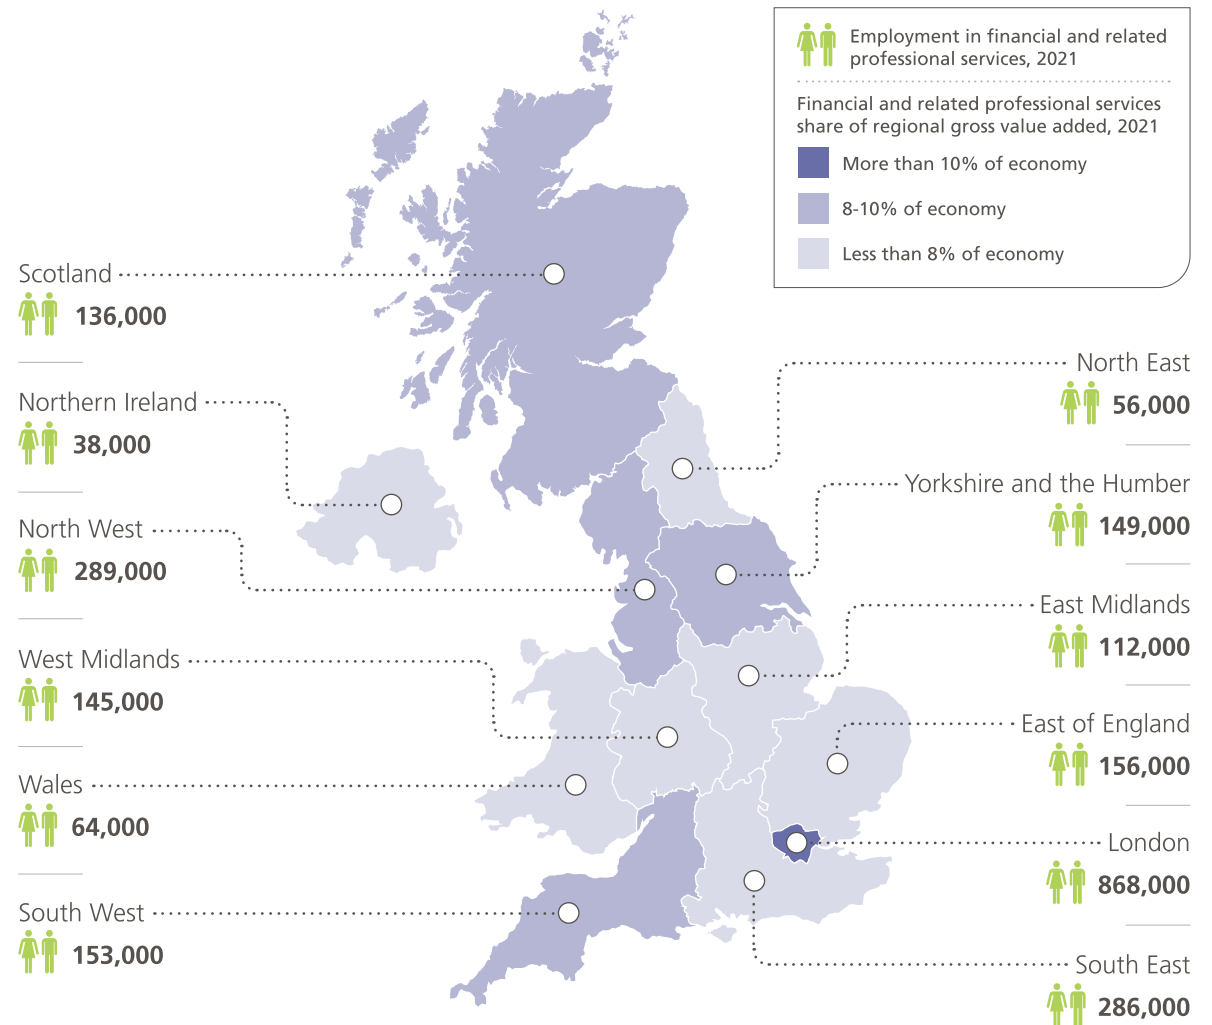 Employment in financial and related
professional services, 2021
Financial and related professional services
share of regional gross value added, 2021
More than 10% of economy
8-10% of economy
Less than 8% of economy
Scotland
136,000
Northern Ireland
38,000
North West
289,000
West Midlands
145,000
Wales
64,000
South West
153,000
North East
56,000
Yorkshire and the Humber
149,000
East Midlands
112,000
East of England
156,000
London
868,000
South East
286,000